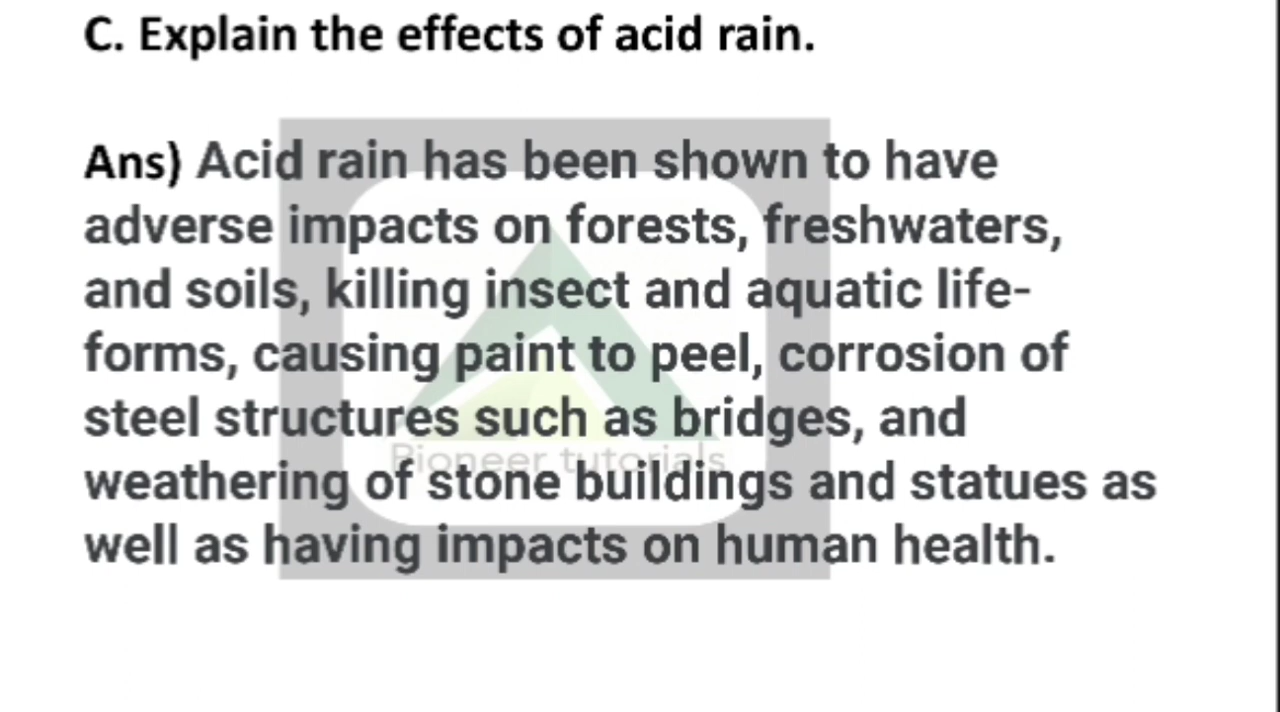 C. Explain the effects of acid rain.
Ans) Acid rain has been shown to have
adverse impacts on forests, freshwaters,
and soils, killing insect and aquatic life-
forms, causing paint to peel, corrosion of
steel structures such as bridges, and
Pioneer tutorials
weathering of stone buildings and statues as
well as having impacts on human health.